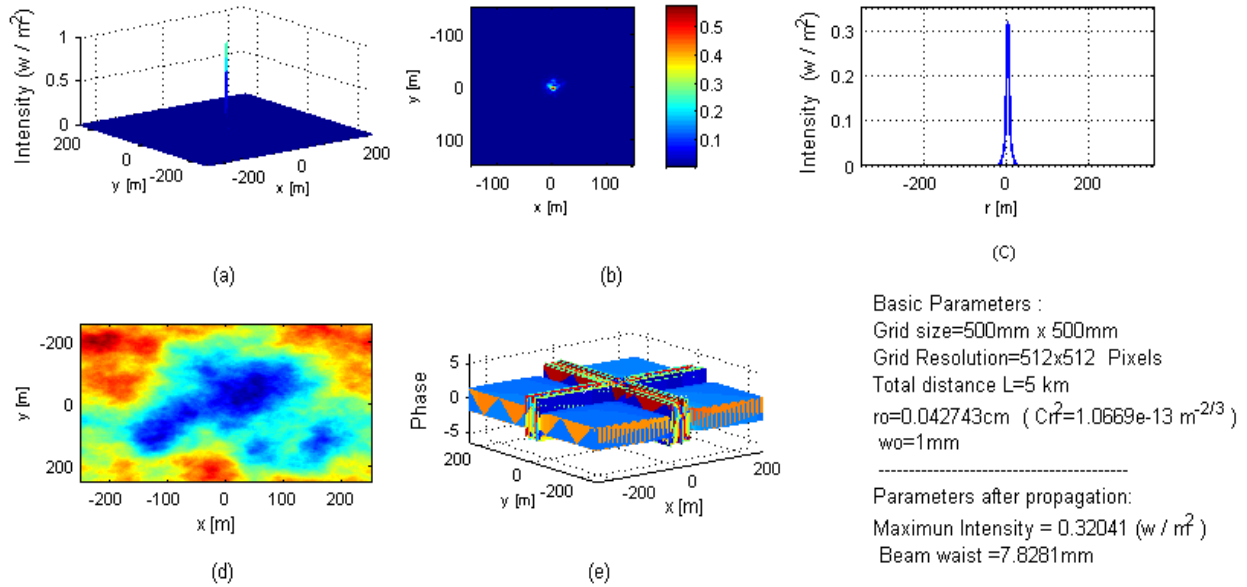 Intensity (w / m²)
1
0.5
0
200
0
-200
y [m]
-200
0
200
x [m]
(a)
y [m]
-100
0
100
-100
0
100
x [m]
0.5
0.4
0.3
0.2
0.1
(b)
Intensity (w / m²)
0.3
0.2
0.1
0
-200
0
200
r [m]
(C)
y [m]
-200
0
200
-200
-100
0
100
200
x [m]
(d)
Phase
5
0
-5
200
0
-200
y [m]
-200
0
200
x [m]
(e)
Basic Parameters :
Grid size=500mm x 500mm
Grid Resolution=512x512 Pixels
Total distance L=5 km
ro=0.042743cm ( Cn²=1.0669e-13 m^-2/3 )
wo=1mm
--------------------------------------
Parameters after propagation:
Maximun Intensity = 0.32041 (w / m²)
Beam waist =7.8281mm